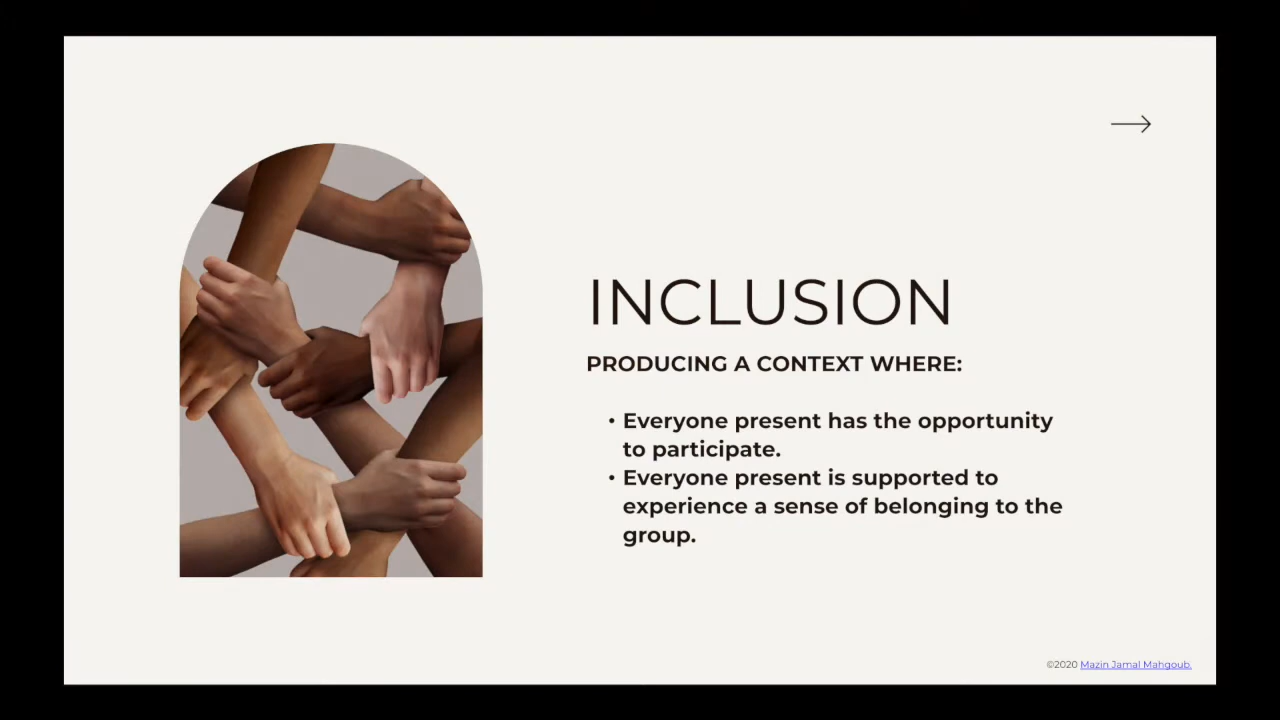 INCLUSION
PRODUCING A CONTEXT WHERE:
• Everyone present has the opportunity
to participate.
• Everyone present is supported to
experience a sense of belonging to the
group.
©2020 Mazin Jamal Mahgoub.